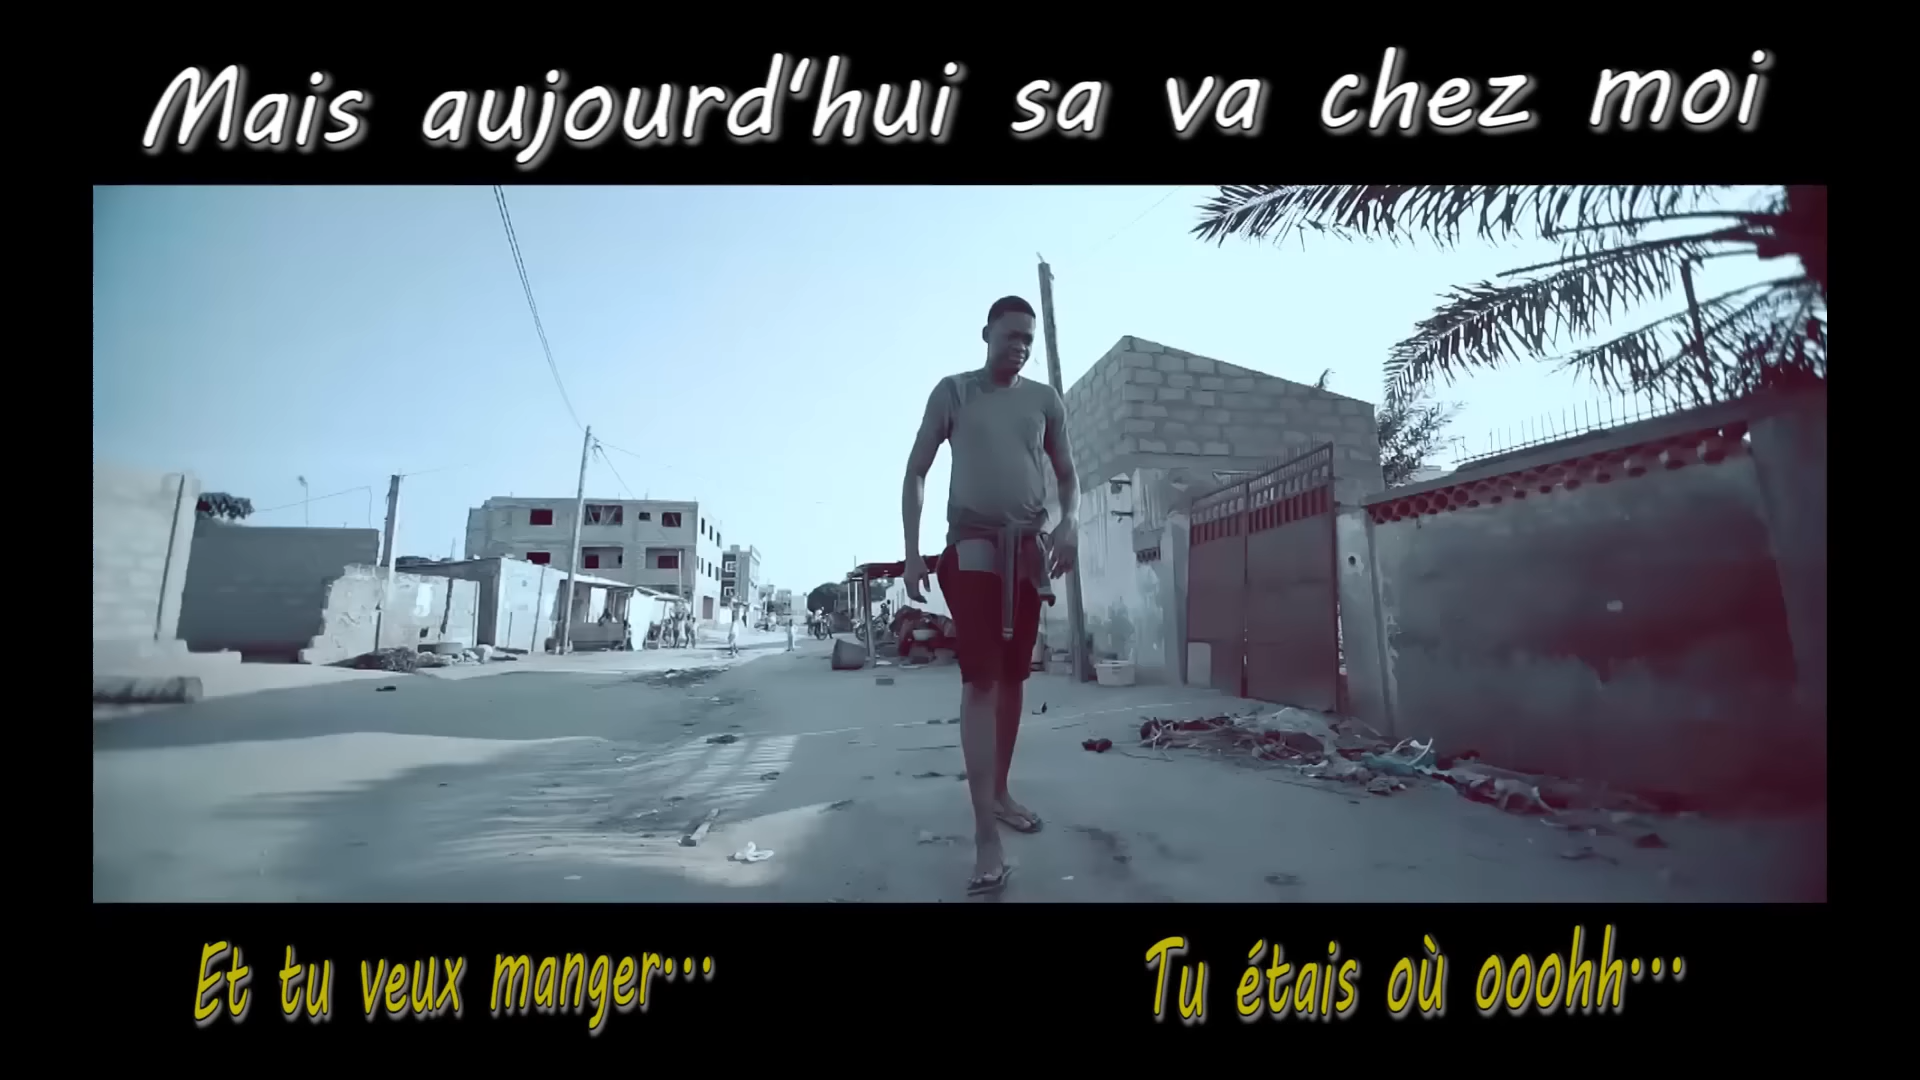 Mais aujourd'hui sa va chez moi
Et tu veux manger...
Tu étais où ooohh...